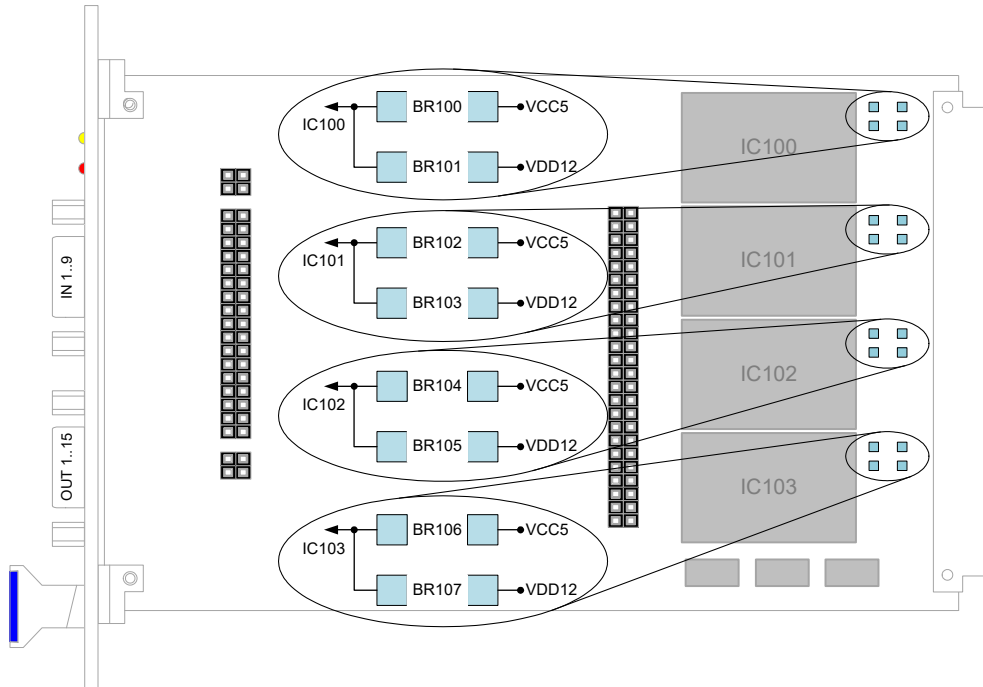 BR100
VCC5
IC100
BR101
VDD12
IC100
IN 1..9
BR102
VCC5
IC101
BR103
VDD12
IC101
BR104
VCC5
IC102
BR105
VDD12
IC102
OUT 1..15
BR106
VCC5
IC103
BR107
VDD12
IC103